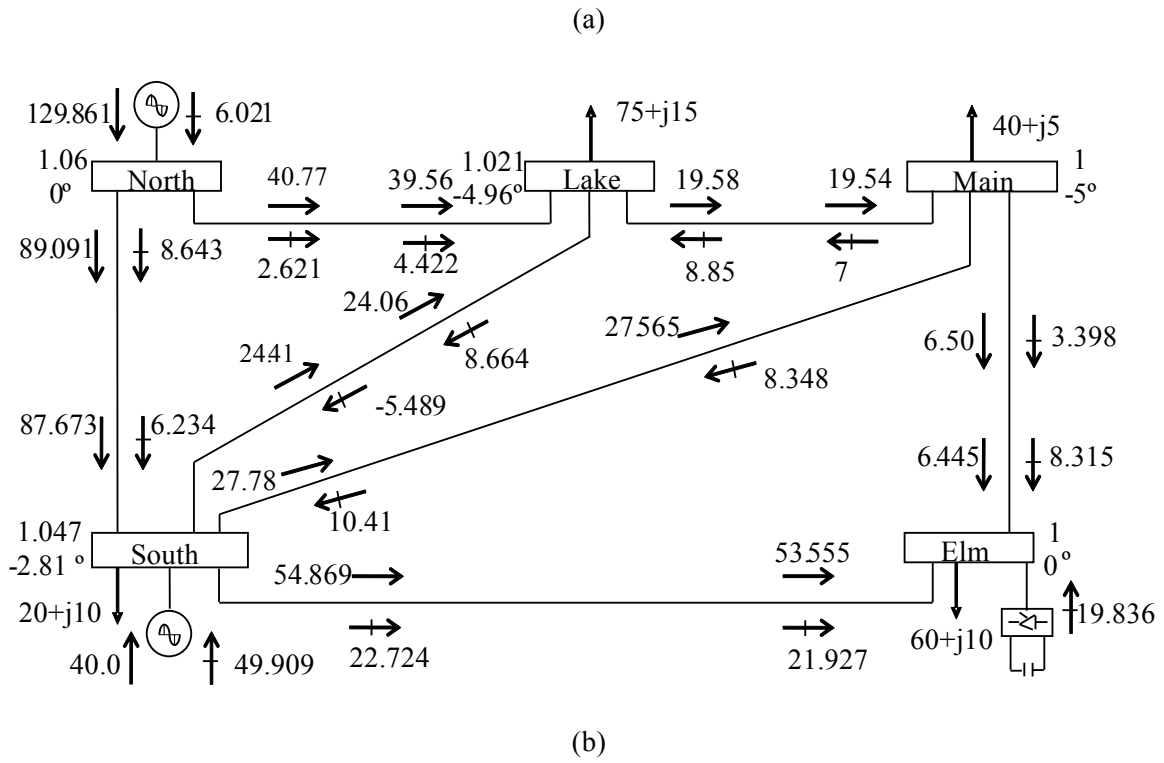 (a)
129.861
6.021
75+j15
40+j5
1.06
0º
North
40.77
39.56
1.021
-4.96º
Lake
19.58
19.54
Main
1
-5º
89.091
8.643
2.621
4.422
8.85
7
24.06
8.664
27565
8.348
6.50
3.398
2441
-5.489
87.673
6.234
27.78
10.41
6.445
8.315
1.047
-2.81 º
South
54.869
53.555
Elm
1
0º
20+j10
40.0
49.909
22.724
21.927
60+j10
19.836
(b)